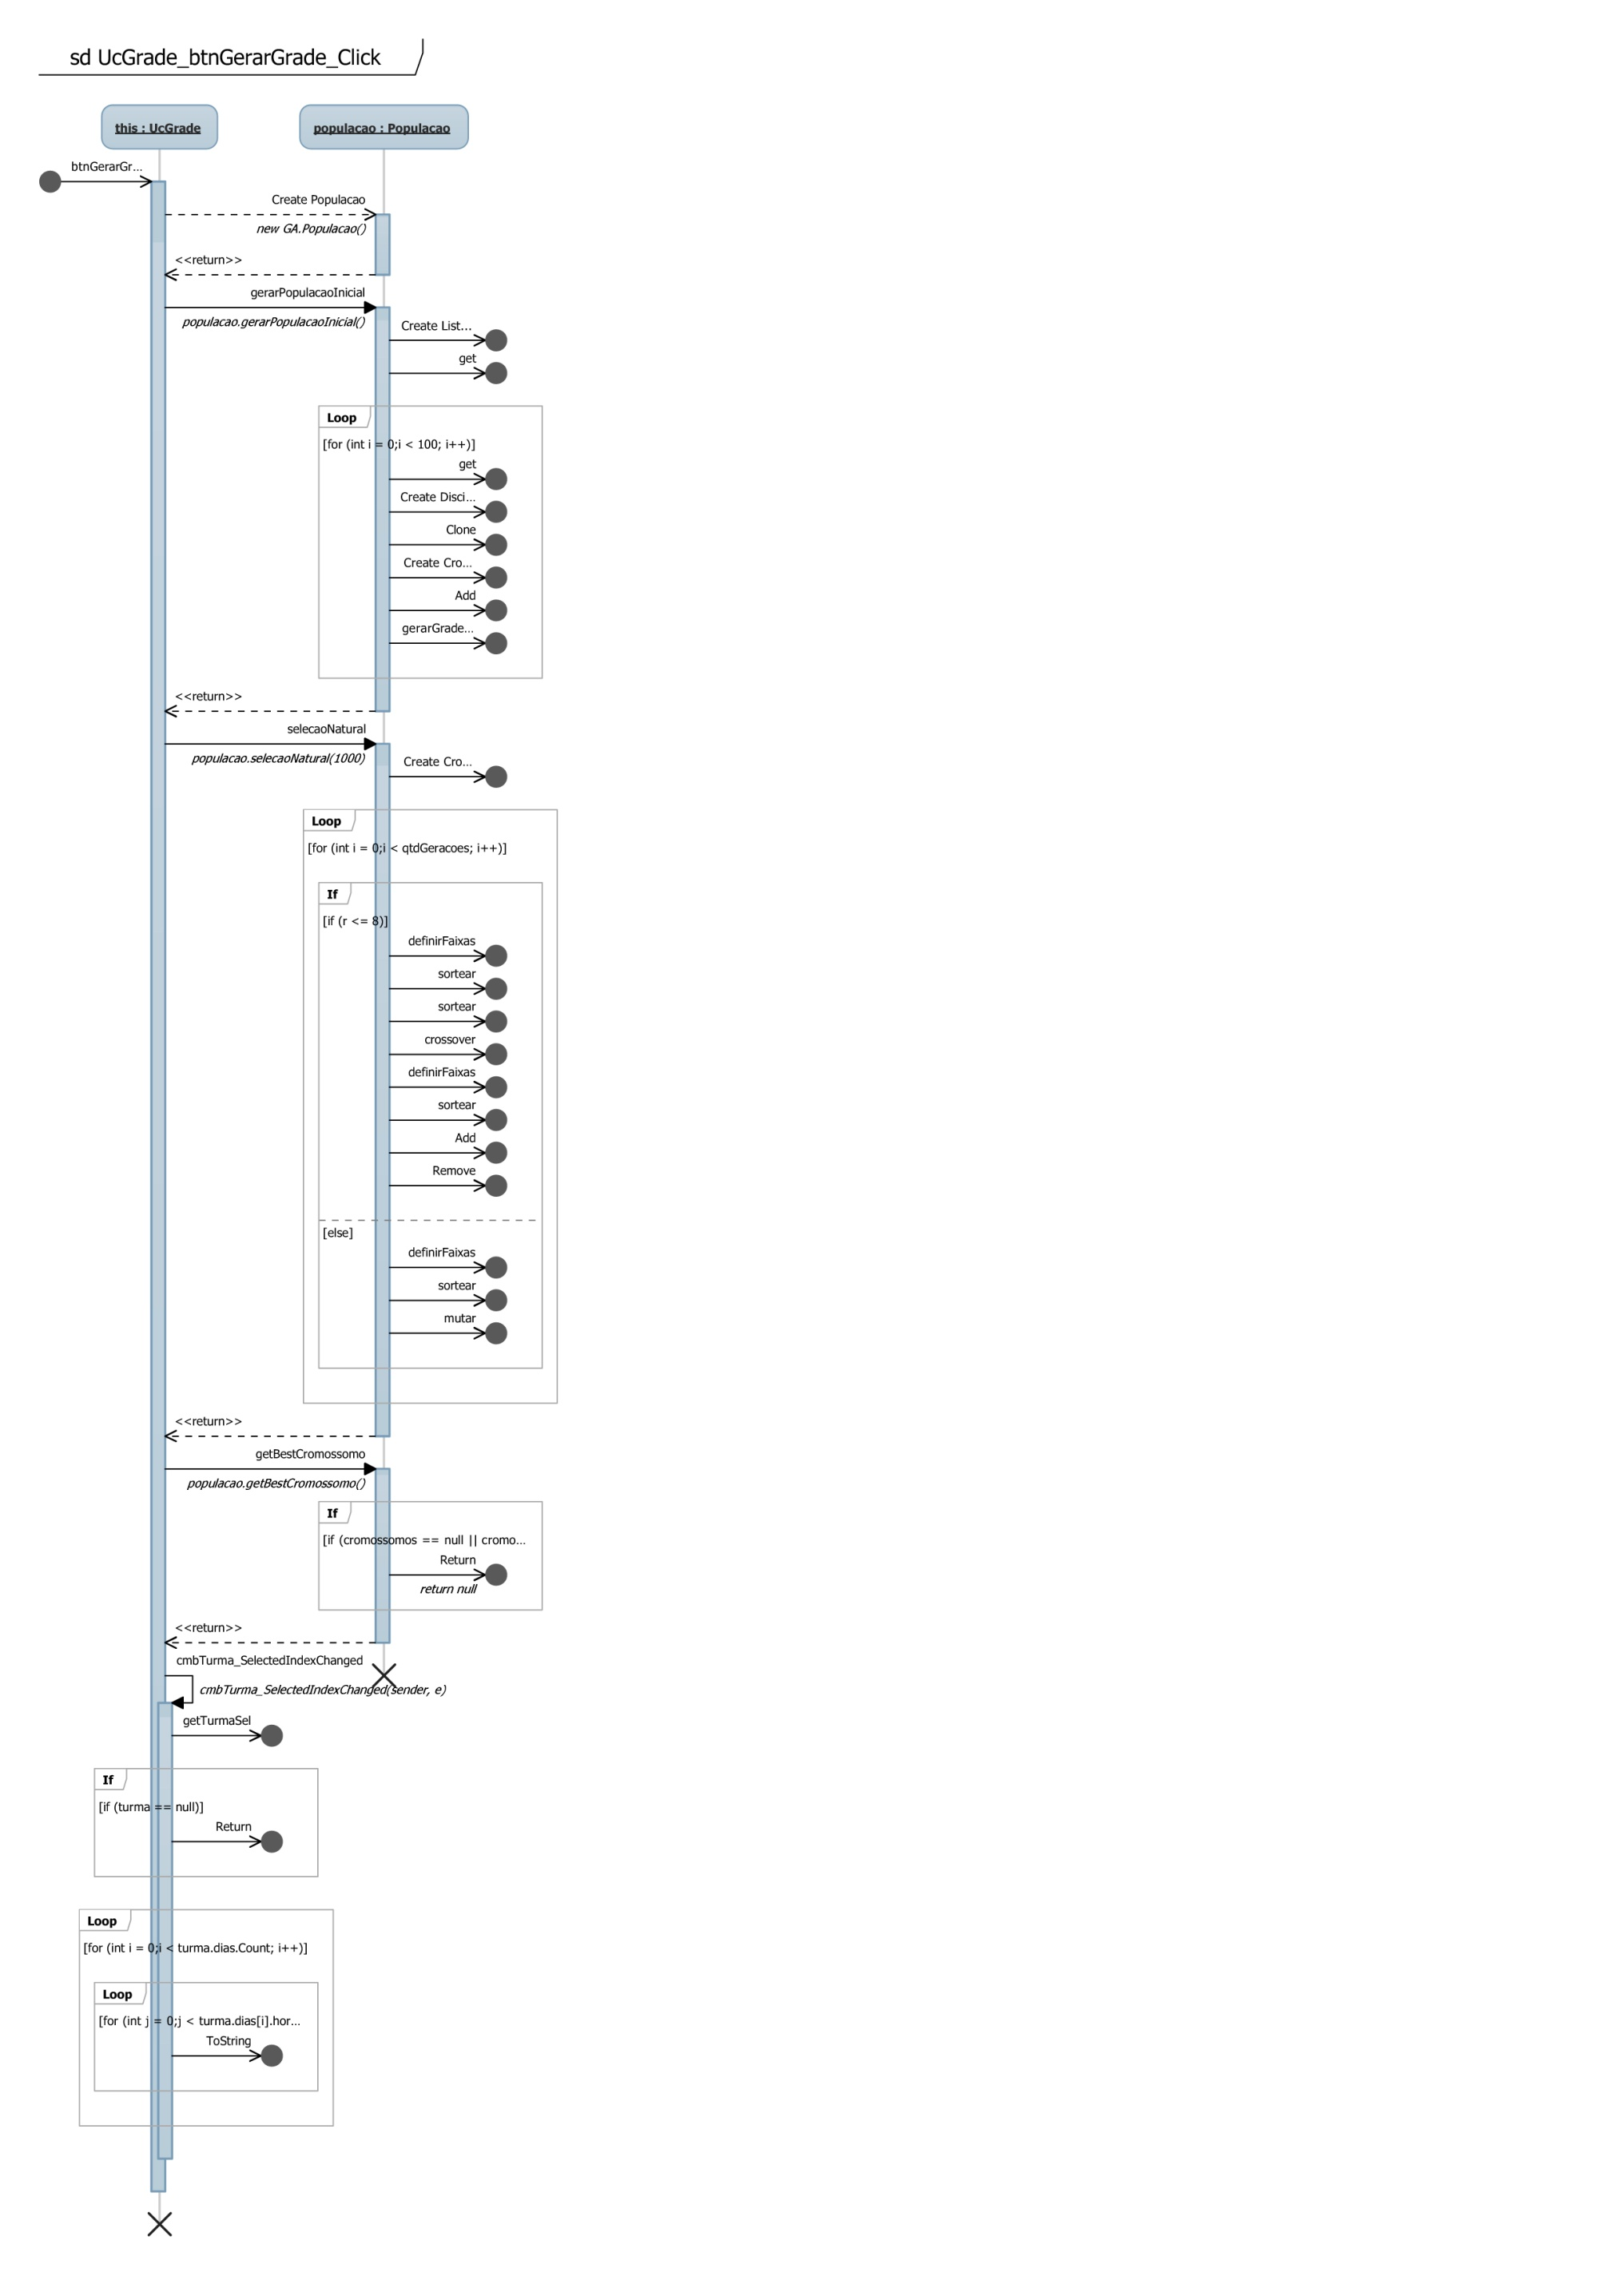 sd UcGrade_btnGerarGrade_Click
this : UcGrade
populacao : Populacao
btnGerarGr...
Create Populacao
new GA.Populacao()
<<return>>
gerarPopulacaoInicial
populacao.gerarPopulacaoInicial()
Create List...
get
Loop
[for (int i = 0;i < 100; i++)]
get
Create Disci...
Clone
Create Cro...
Add
gerarGrade...
<<return>>
selecaoNatural
populacao.selecaoNatural(1000)
Create Cro...
Loop
[for (int i = 0;i < qtdGeracoes; i++)]
If
[if (r <= 8)]
definirFaixas
sortear
sortear
crossover
definirFaixas
sortear
Add
Remove
[else]
definirFaixas
sortear
mutar
<<return>>
getBestCromossomo
populacao.getBestCromossomo()
If
[if (cromossomos == null || cromo...
Return
return null
<<return>>
cmbTurma_SelectedIndexChanged
cmbTurma_SelectedIndexChanged(sender, e)
getTurmaSel
If
[if (turma == null)]
Return
Loop
[for (int i = 0;i < turma.dias.Count; i++)]
Loop
[for (int j = 0;j < turma.dias[i].hor...
ToString